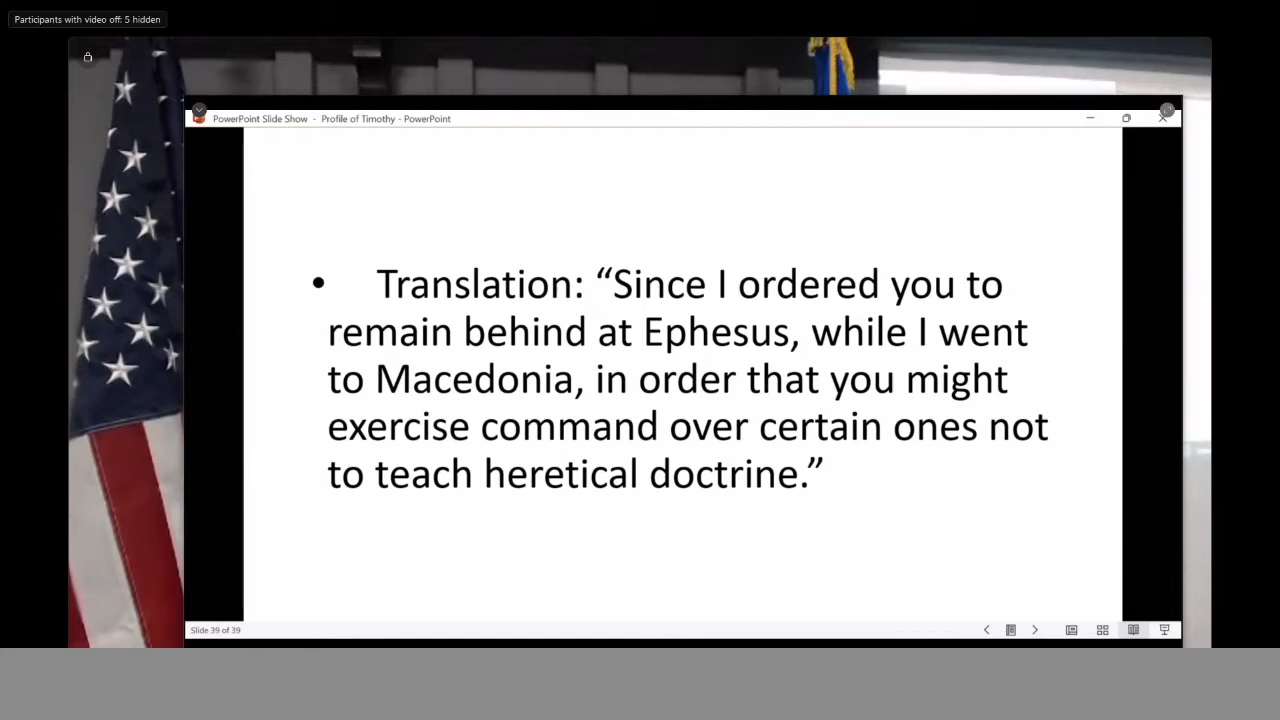 Participants with video off: 5 hidden
PowerPoint Slide Show - Profile of Timothy - PowerPoint
• Translation: “Since I ordered you to
remain behind at Ephesus, while I went
to Macedonia, in order that you might
exercise command over certain ones not
to teach heretical doctrine.”
Slide 39 of 39